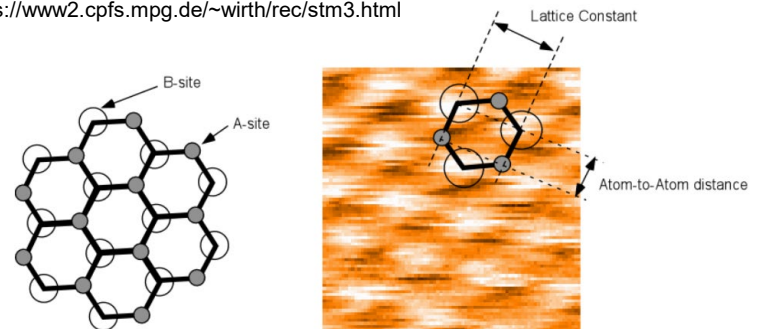 s://www2.cpfs.mpg.de/~wirth/rec/stm3.html
Lattice Constant
B-site
A-site
Atom-to-Atom distance